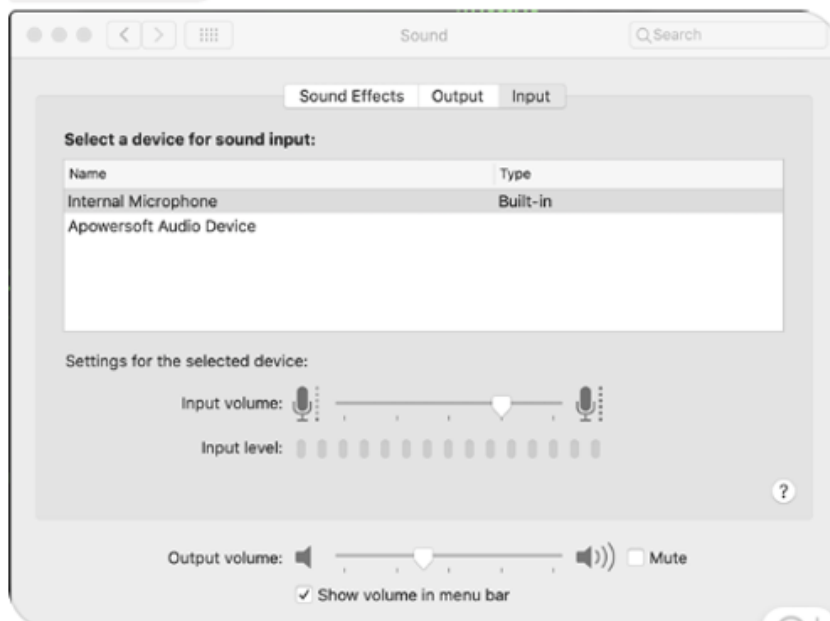 Sound
Search
Sound Effects Output Input
Select a device for sound input:
Name Type
Internal Microphone Built-in
Apowersoft Audio Device
Settings for the selected device:
Input volume:
Input level:
?
Output volume: Mute
Show volume in menu bar